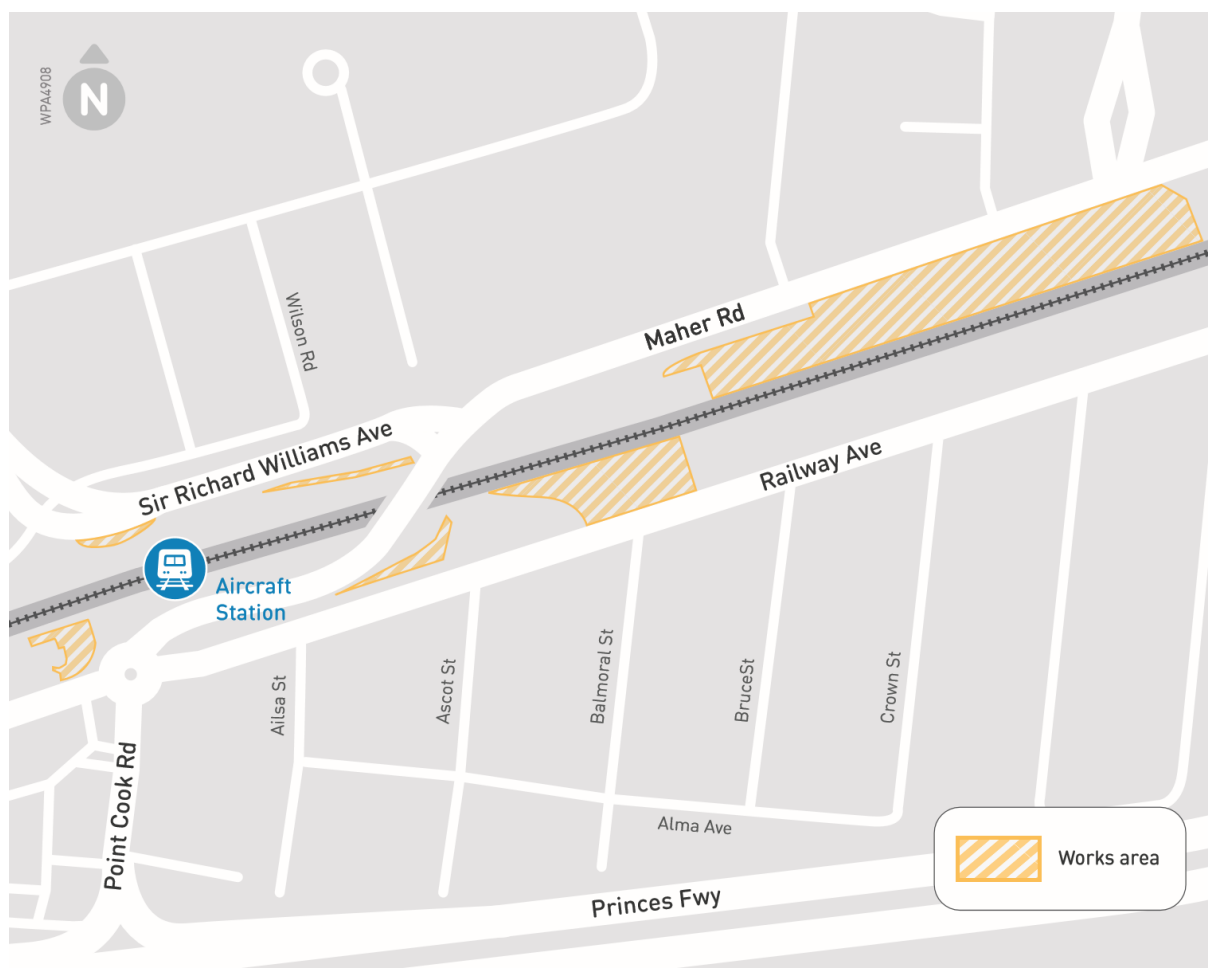 WPA4908
N
Wilson Rd
Maher Rd
Sir Richard Williams Ave
Railway Ave
Aircraft
Station
Ailsa St
Ascot St
Balmoral St
BruceSt
Crown St
Point Cook Rd
Alma Ave
Works area
Princes Fwy